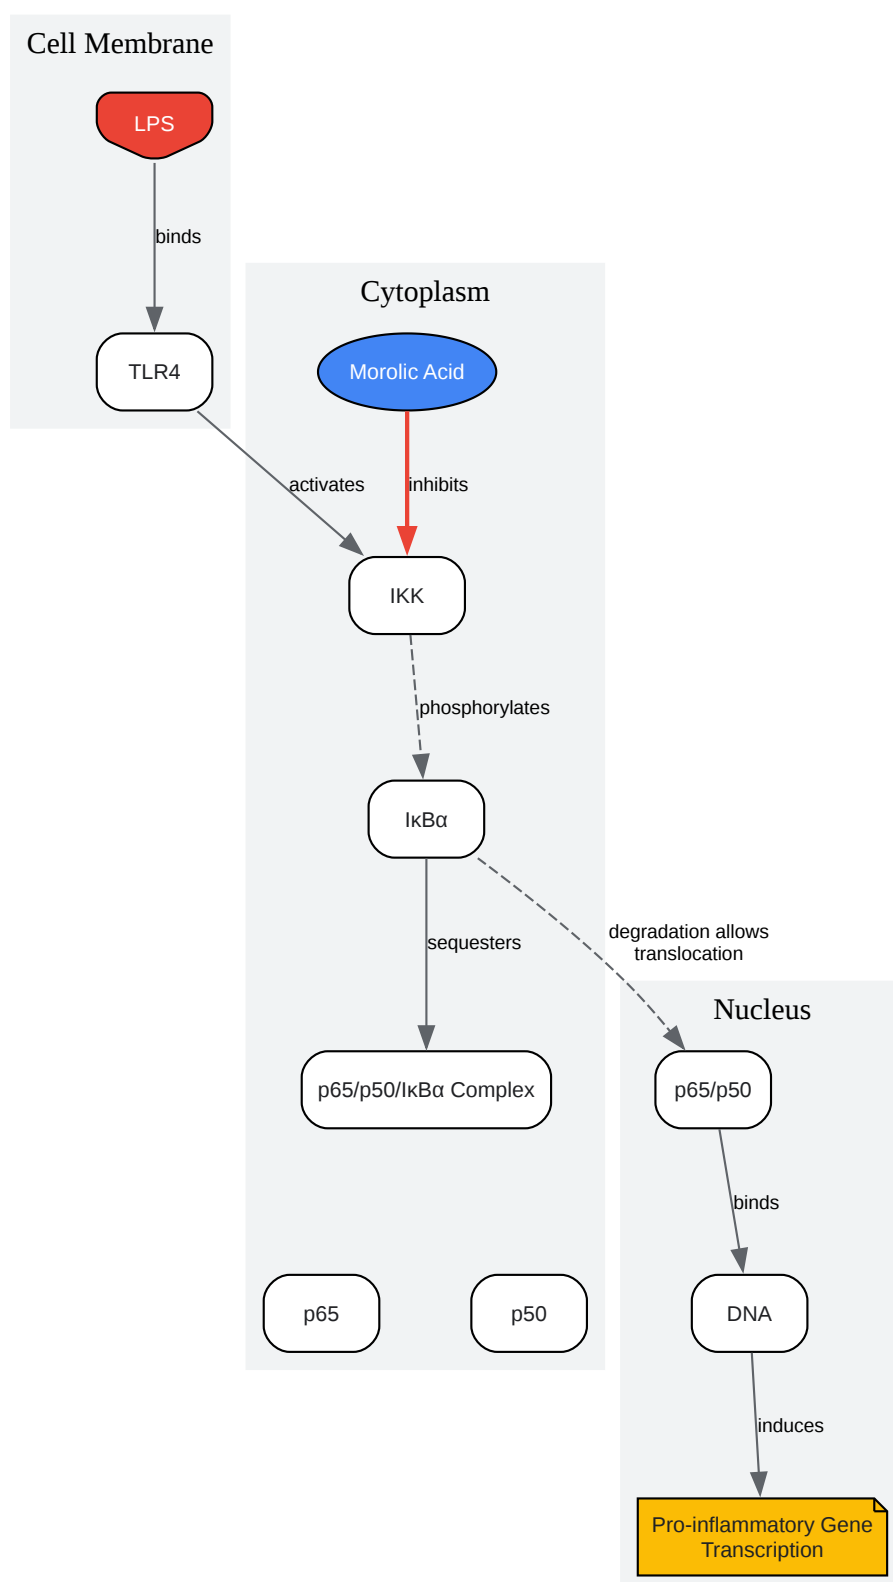 Cell Membrane
LPS
binds
Cytoplasm
TLR4
Morolic Acid
activates
inhibits
IKK
phosphorylates
IκBα
degradation allows
translocation
sequesters
Nucleus
p65/p50/IκBα Complex
p65/p50
binds
p65
p50
DNA
induces
Pro-inflammatory Gene
Transcription